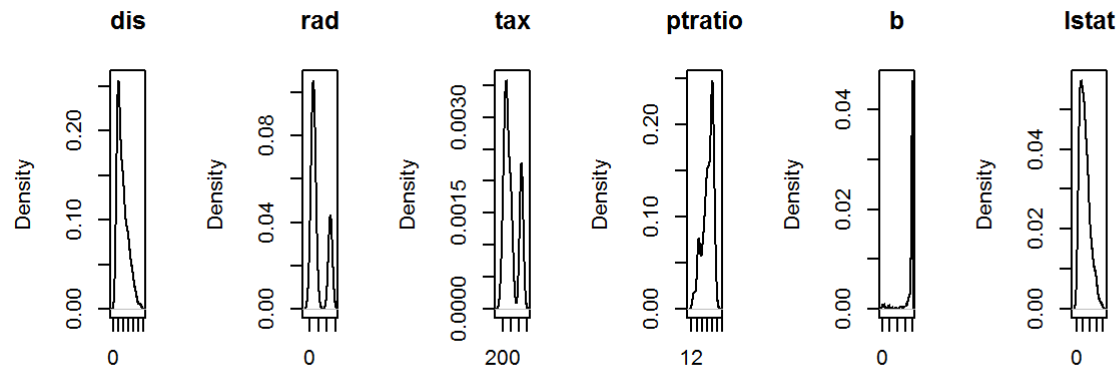 dis rad tax ptratio b lstat
Density Density Density Density Density Density
0.00 0.10 0.20 0.00 0.04 0.08 0.0000 0.0015 0.0030 0.00 0.10 0.20 0.00 0.02 0.04 0.00 0.02 0.04
0 0 200 12 0 0